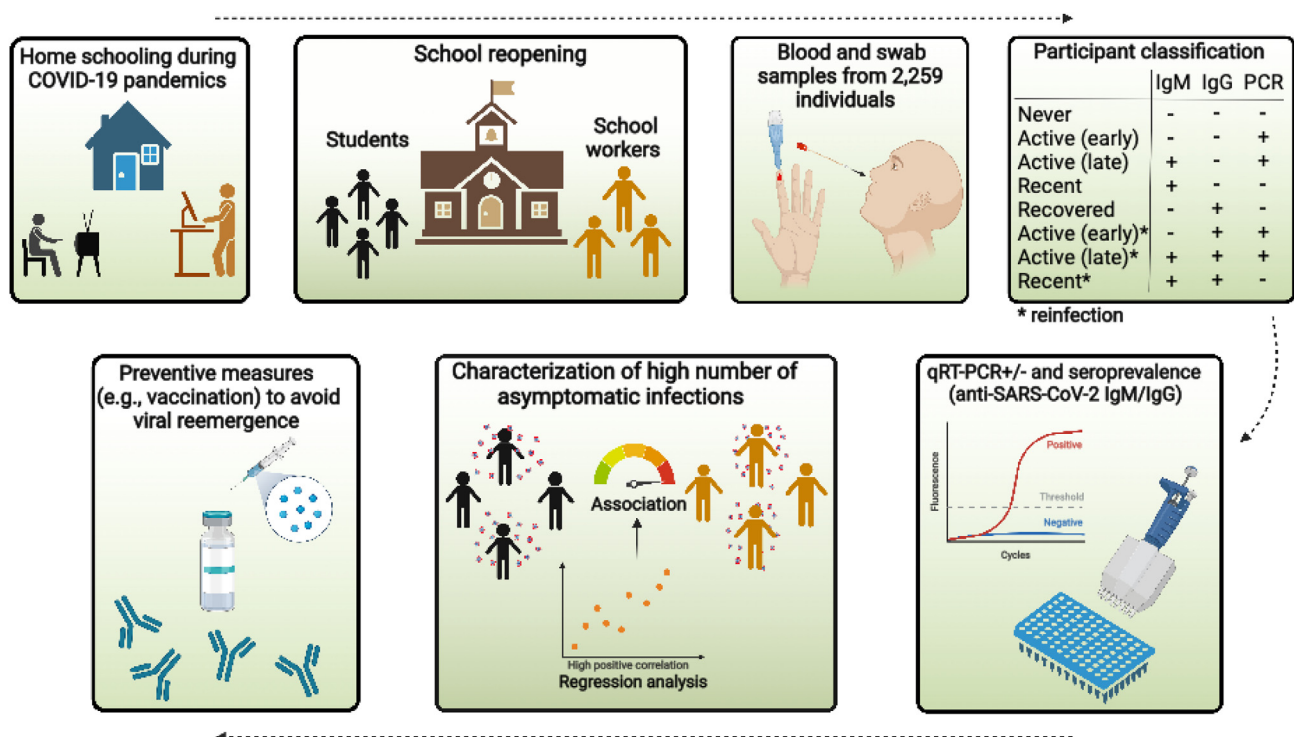 Home schooling during
COVID-19 pandemics
School reopening
Students
School
workers
Blood and swab
samples from 2,259
individuals
Participant classification
IgM IgG PCR
Never - - -
Active (early) - - +
Active (late) + - +
Recent + - -
Recovered - + -
Active (early)* - + +
Active (late)* + + +
Recent* + + -
* reinfection
Preventive measures
(e.g., vaccination) to avoid
viral reemergence
Characterization of high number of
asymptomatic infections
Association
High positive correlation
Regression analysis
qRT-PCR+/- and seroprevalence
(anti-SARS-CoV-2 IgM/IgG)
Fluorescence
Positive
Threshold
Negative
Cycles